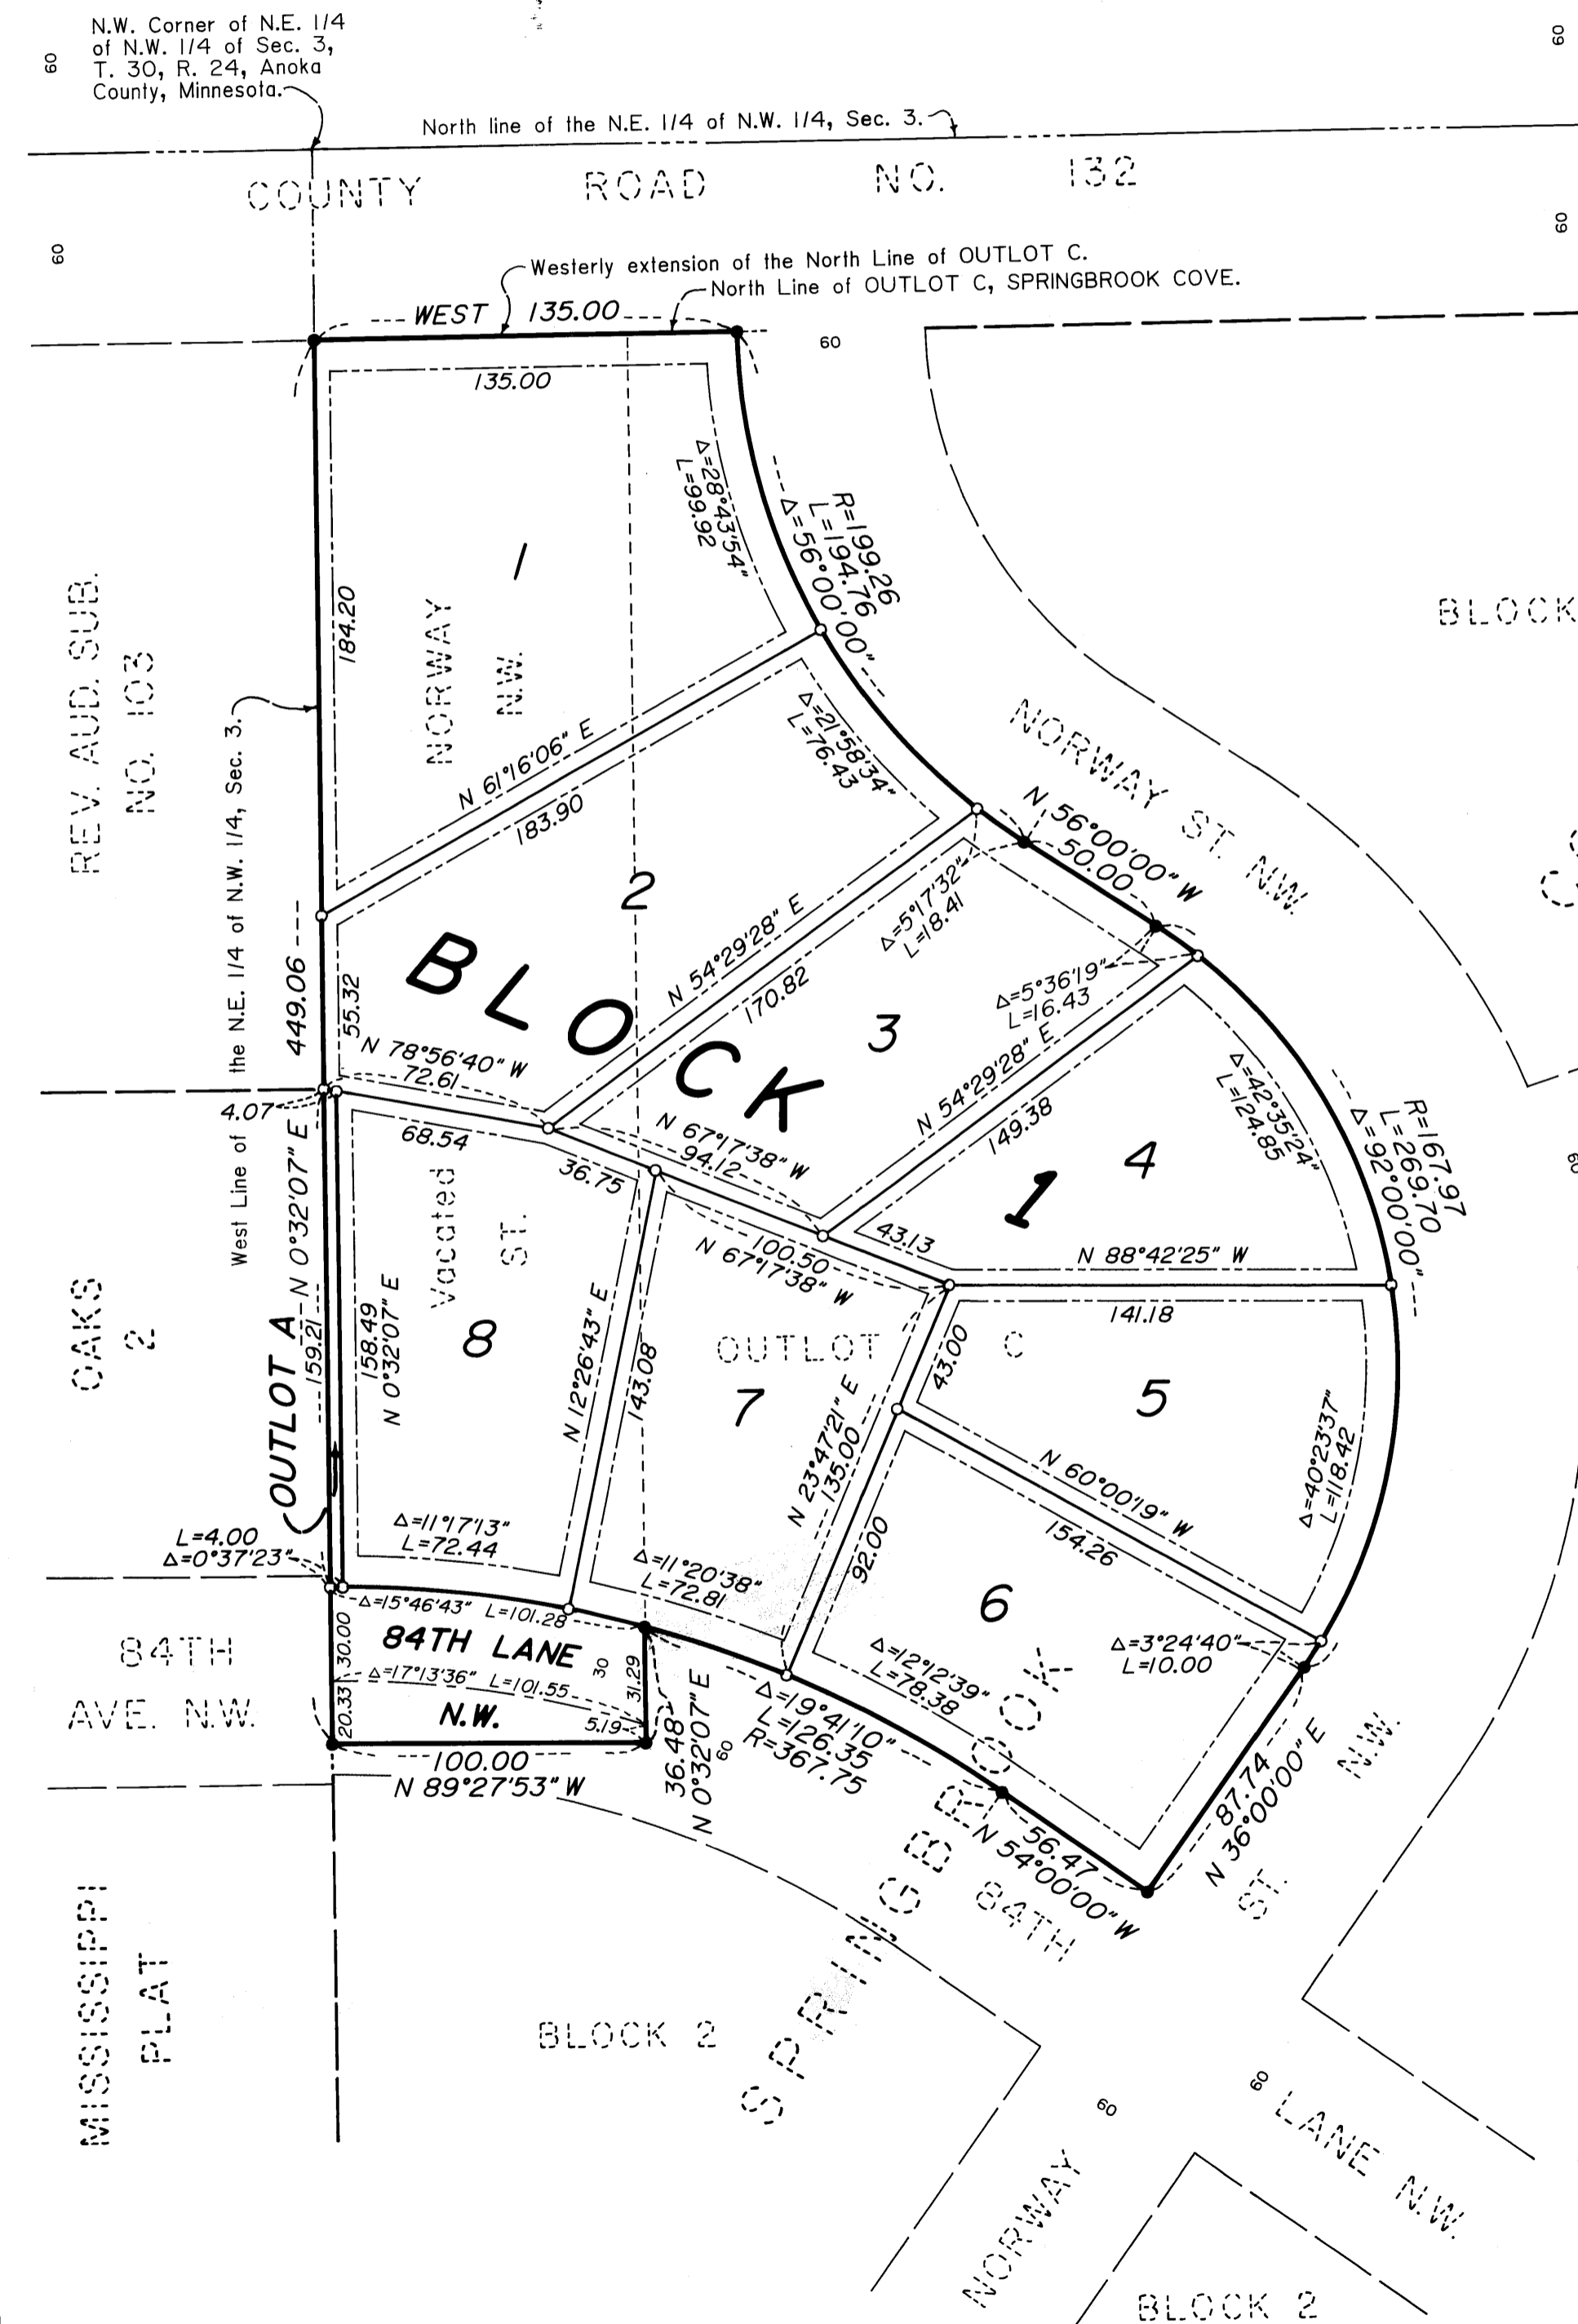 N.W. Corner of N.E. 1/4
of N.W. 1/4 of Sec. 3,
T. 30, R. 24, Anoka
County, Minnesota.
60
60
North line of the N.E. 1/4 of N.W. 1/4, Sec. 3.
COUNTY ROAD NO. 132
60
60
Westerly extension of the North Line of OUTLOT C.
North Line of OUTLOT C, SPRINGBROOK COVE.
WEST 135.00
60
135.00
Δ=28°43'54"
L=99.92
R=199.26
L=194.76
Δ=56°00'00"
1
184.20
NORWAY
N.W.
REV. AUD. SUB.
NO. 103
BLOCK
N 61°16'06" E
183.90
Δ=21°58'34"
L=76.43
NORWAY ST. N.W.
N 56°00'00" W
50.00
2
BLOCK
1
N 54°29'28" E
170.82
Δ=5°17'32"
L=18.41
Δ=5°36'19"
L=16.43
3
449.06
55.32
West Line of the N.E. 1/4 of N.W. 1/4, Sec. 3.
N 78°56'40" W
72.61
4.07
68.54
36.75
N 67°17'38" W
94.12
N 54°29'28" E
149.38
Δ=42°35'24"
L=124.85
R=167.97
L=269.70
Δ=92°00'00"
4
43.13
N 88°42'25" W
141.18
100.50
N 67°17'38" W
Vacated
ST.
N 0°32'07" E
159.21
158.49
N 0°32'07" E
OUTLOT A
8
N 12°26'43" E
143.08
OUTLOT C
7
43.00
N 23°47'21" E
135.00
92.00
5
N 60°00'19" W
154.26
Δ=40°23'37"
L=118.42
OAKS
2
L=4.00
Δ=0°37'23"
Δ=11°17'13"
L=72.44
Δ=11°20'38"
L=72.81
6
Δ=12°12'39"
L=78.38
Δ=3°24'40"
L=10.00
Δ=15°46'43" L=101.28
84TH LANE
30
30.00
Δ=17°13'36" L=101.55
N.W.
20.33
31.29
5.19
100.00
N 89°27'53" W
36.48
N 0°32'07" E
60
84TH
AVE. N.W.
Δ=19°41'10"
L=126.35
R=367.75
56.47
N 54°00'00" W
87.74
N 36°00'00" E
ST. N.W.
84TH
SPRINGBROOK
MISSISSIPPI
PLAT
BLOCK 2
60
60
LANE N.W.
NORWAY
BLOCK 2